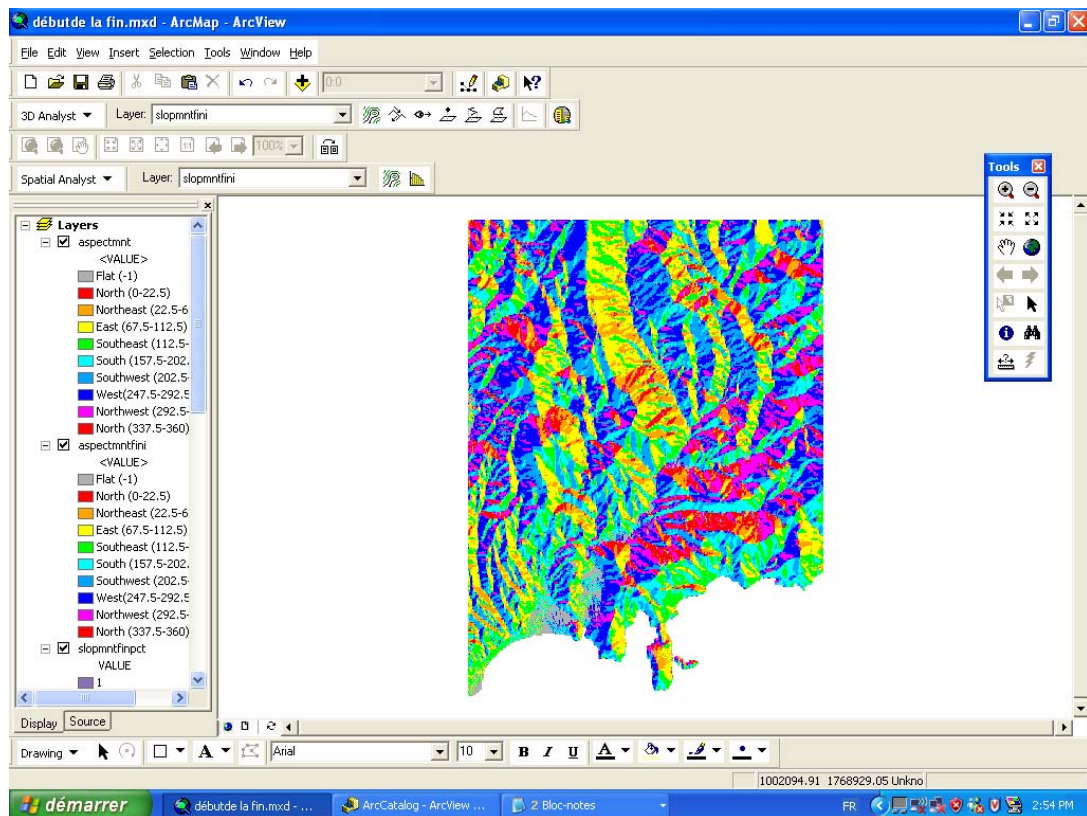 débutde la fin.mxd - ArcMap - ArcView
File Edit View Insert Selection Tools Window Help
0:0
3D Analyst Layer: slopmntfini
1:1 100%
Spatial Analyst Layer: slopmntfini
Tools
Layers
aspectmnt
<VALUE>
Flat (-1)
North (0-22.5)
Northeast (22.5-6
East (67.5-112.5)
Southeast (112.5-
South (157.5-202.
Southwest (202.5-
West(247.5-292.5
Northwest (292.5-
North (337.5-360)
aspectmntfini
<VALUE>
Flat (-1)
North (0-22.5)
Northeast (22.5-6
East (67.5-112.5)
Southeast (112.5-
South (157.5-202.
Southwest (202.5-
West(247.5-292.5
Northwest (292.5-
North (337.5-360)
slopmntfinpct
VALUE
1
Display Source
Drawing A Arial 10 B I U A
1002094.91 1768929.05 Unkno
démarrer débutde la fin.mxd - ... ArcCatalog - ArcView ... 2 Bloc-notes FR 2:54 PM